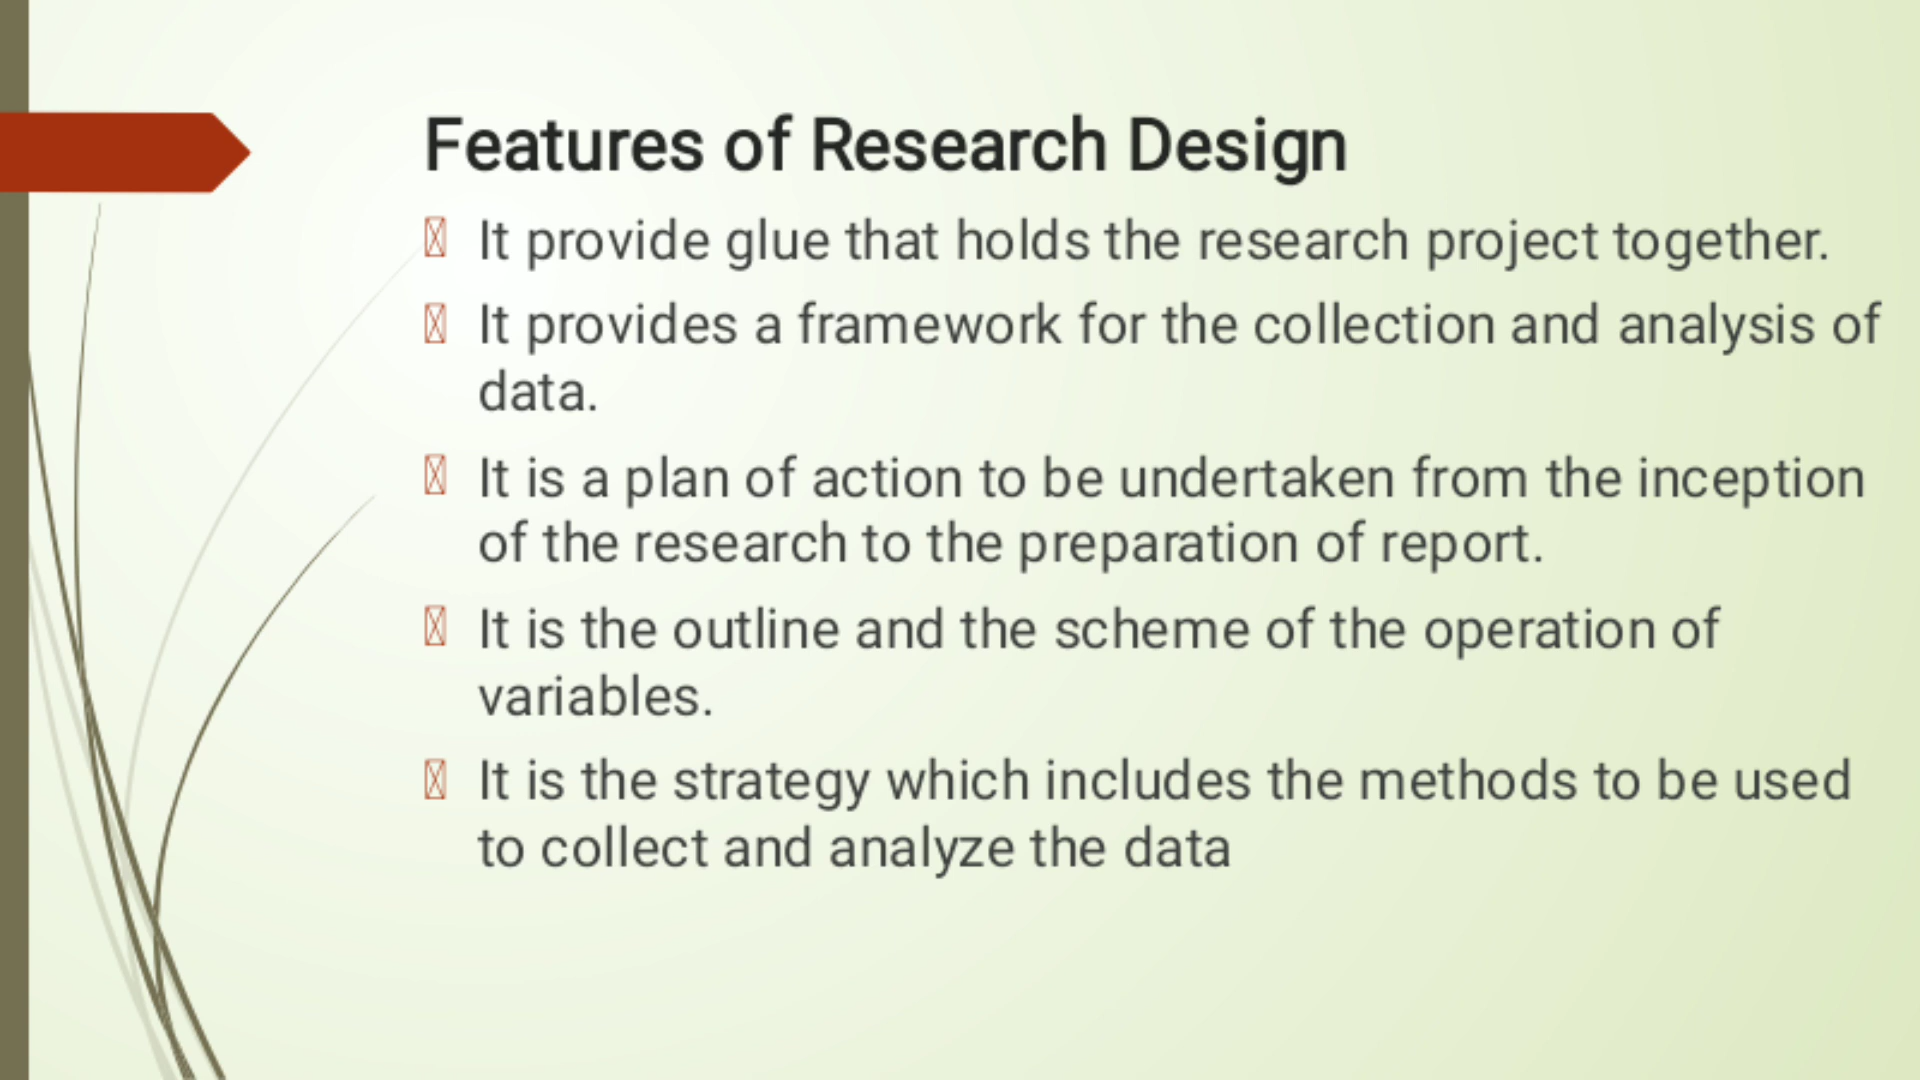 Features of Research Design
It provide glue that holds the research project together.
It provides a framework for the collection and analysis of
data.
It is a plan of action to be undertaken from the inception
of the research to the preparation of report.
It is the outline and the scheme of the operation of
variables.
It is the strategy which includes the methods to be used
to collect and analyze the data